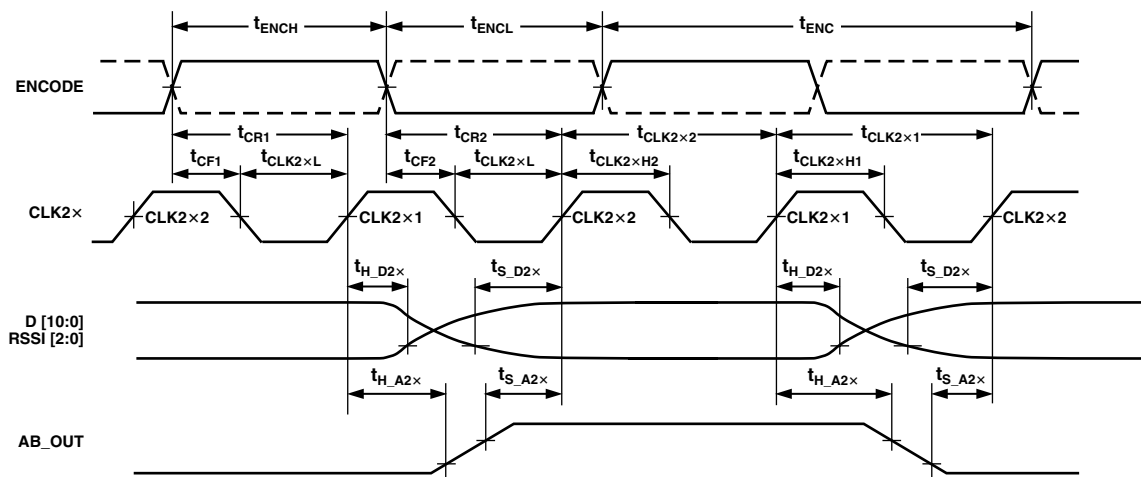 tENCH tENCL tENC
ENCODE
tCR1 tCR2 tCLK2×2 tCLK2×1
tCF1 tCLK2×L tCF2 tCLK2×L tCLK2×H2 tCLK2×H1
CLK2× CLK2×2 CLK2×1 CLK2×2 CLK2×1 CLK2×2
tH_D2× tS_D2× tH_D2× tS_D2×
D [10:0]
RSSI [2:0]
tH_A2× tS_A2× tH_A2× tS_A2×
AB_OUT